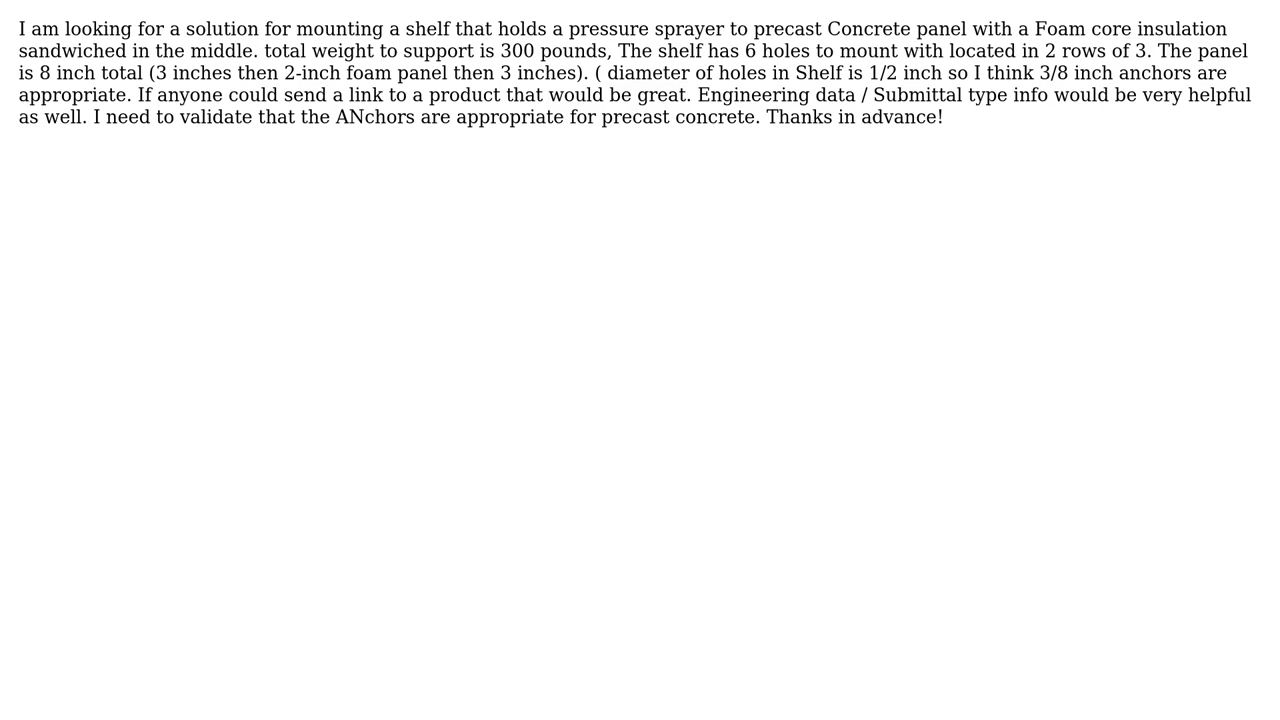 I am looking for a solution for mounting a shelf that holds a pressure sprayer to precast Concrete panel with a Foam core insulation
sandwiched in the middle. total weight to support is 300 pounds, The shelf has 6 holes to mount with located in 2 rows of 3. The panel
is 8 inch total (3 inches then 2-inch foam panel then 3 inches). ( diameter of holes in Shelf is 1/2 inch so I think 3/8 inch anchors are
appropriate. If anyone could send a link to a product that would be great. Engineering data / Submittal type info would be very helpful
as well. I need to validate that the ANchors are appropriate for precast concrete. Thanks in advance!